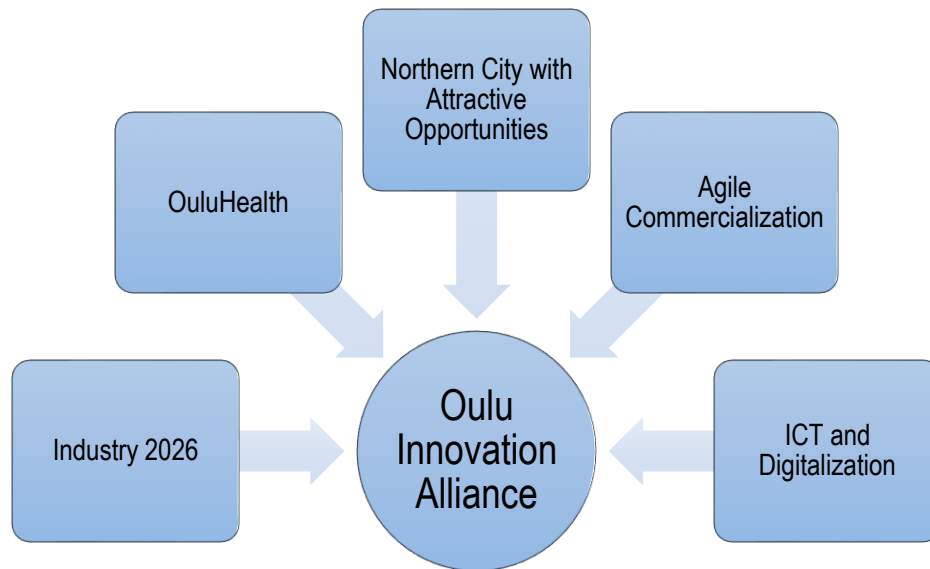 Northern City with
Attractive
Opportunities
OuluHealth
Agile
Commercialization
Industry 2026
Oulu
Innovation
Alliance
ICT and
Digitalization